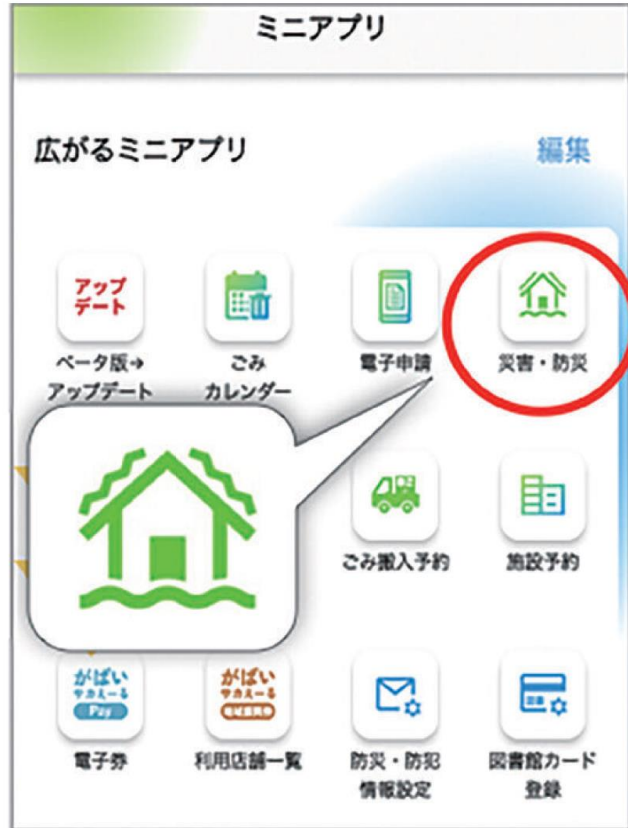 ミニアプリ
広がるミニアプリ
編集
アップ
デート
ベータ版→
アップデート
ごみ
カレンダー
電子申請
災害・防災
ごみ搬入予約
施設予約
がばい
サカえーる
Pay
電子券
がばい
サカえーる
利用店舗一覧
防災・防犯
情報設定
図書館カード
登録